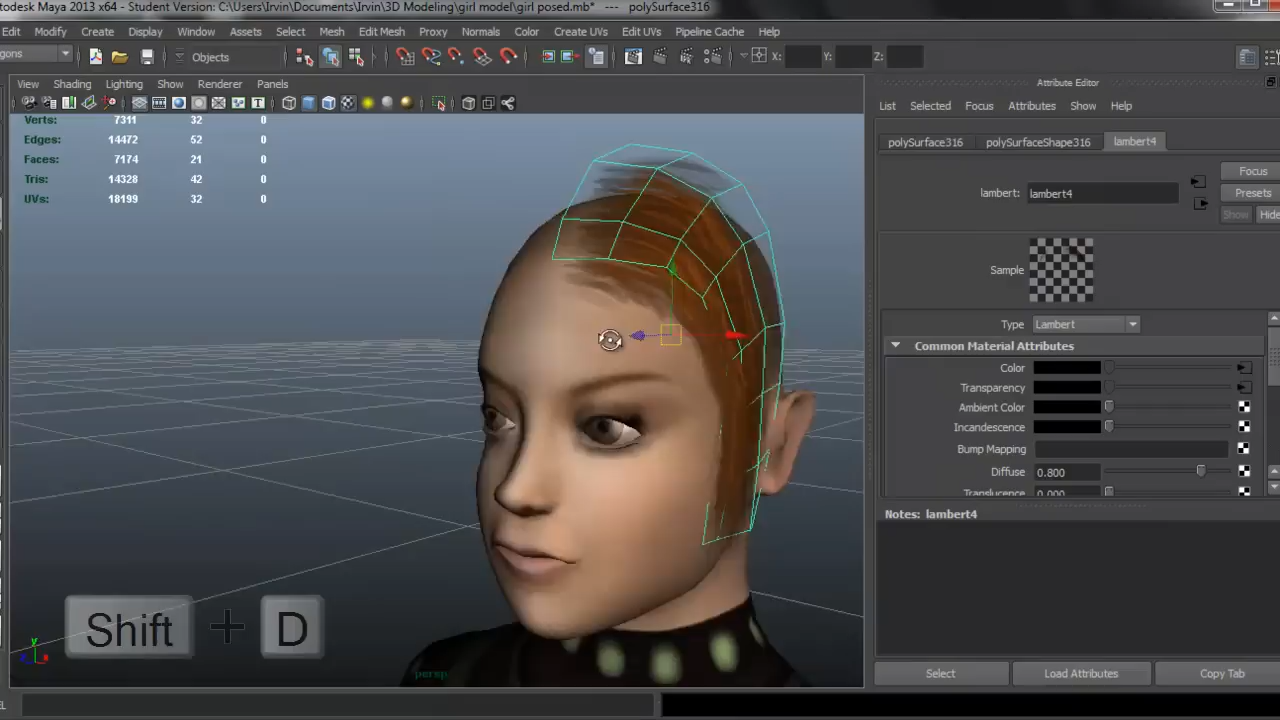 odesk Maya 2013 x64 - Student Version: C:\Users\Irvin\Documents\Irvin\3D Modeling\girl model\girl posed.mb* --- polySurface316
Edit Modify Create Display Window Assets Select Mesh Edit Mesh Proxy Normals Color Create UVs Edit UVs Pipeline Cache Help
gons Objects X: Y: Z:
View Shading Lighting Show Renderer Panels
Verts: 7311 32 0
Edges: 14472 52 0
Faces: 7174 21 0
Tris: 14328 42 0
UVs: 18199 32 0
Shift + D
y
persp
Attribute Editor
List Selected Focus Attributes Show Help
polySurface316 polySurfaceShape316 lambert4
Focus
lambert: lambert4
Presets
Show Hide
Sample
Type Lambert
Common Material Attributes
Color
Transparency
Ambient Color
Incandescence
Bump Mapping
Diffuse 0.800
Translucence 0.000
Notes: lambert4
Select Load Attributes Copy Tab
EL